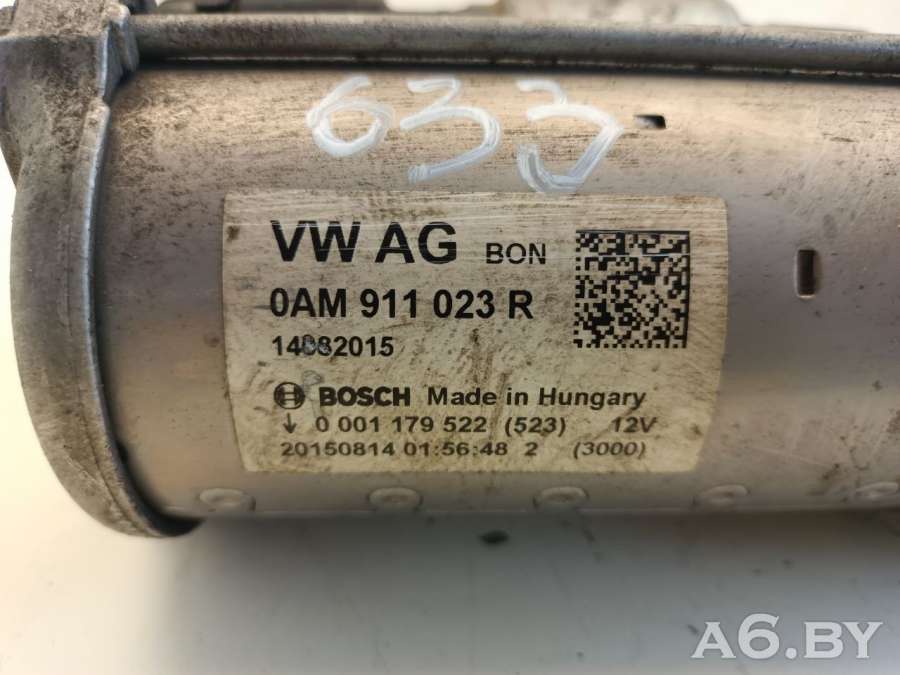 633
VW AG BON
0AM 911 023 R
14082015
BOSCH Made in Hungary
↓ 0 001 179 522 (523) 12V
20150814 01:56:48 2 (3000)
A6.BY